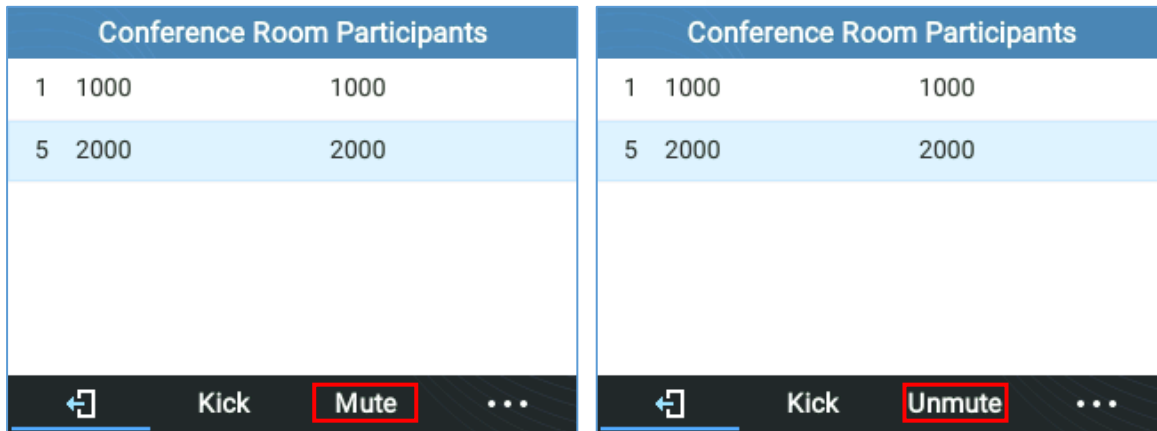 Conference Room Participants
1 1000 1000
5 2000 2000
Kick Mute
Conference Room Participants
1 1000 1000
5 2000 2000
Kick Unmute